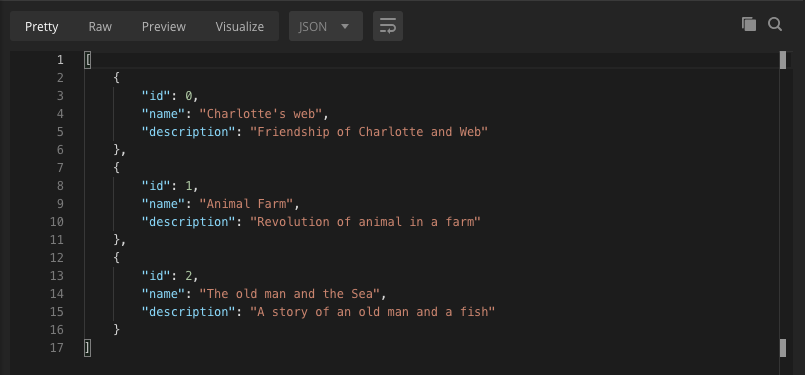 Pretty Raw Preview Visualize JSON
1 [
2 {
3 "id": 0,
4 "name": "Charlotte's web",
5 "description": "Friendship of Charlotte and Web"
6 },
7 {
8 "id": 1,
9 "name": "Animal Farm",
10 "description": "Revolution of animal in a farm"
11 },
12 {
13 "id": 2,
14 "name": "The old man and the Sea",
15 "description": "A story of an old man and a fish"
16 }
17 ]